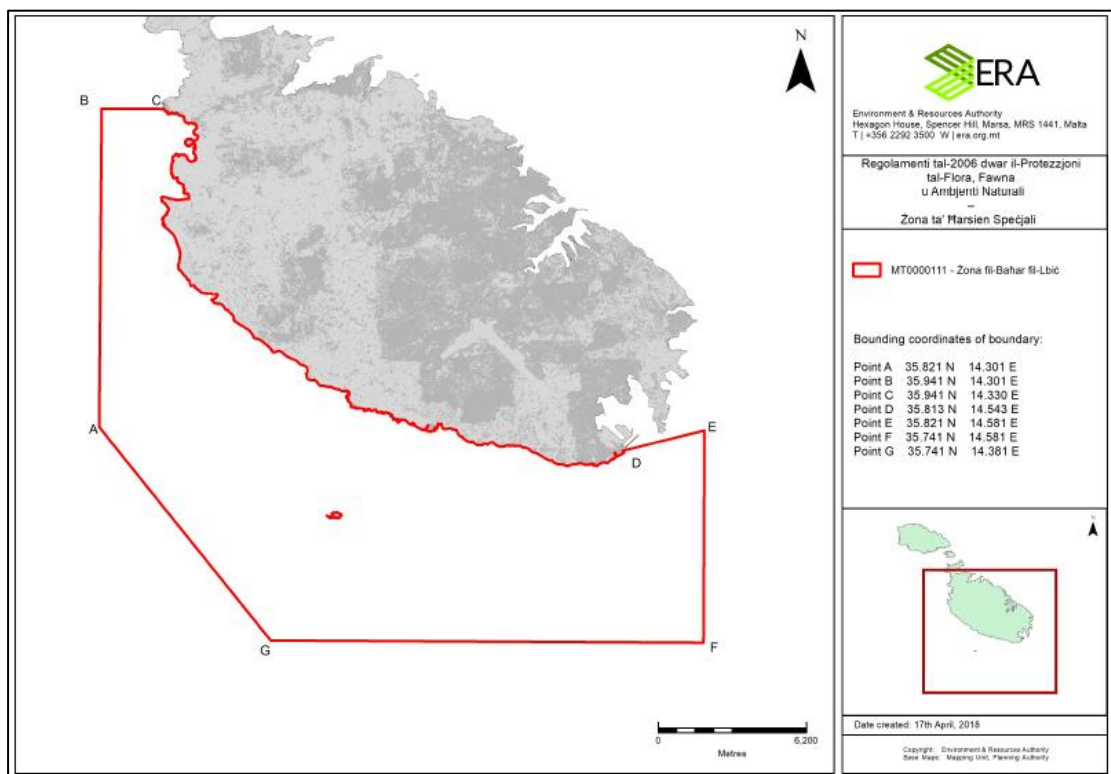 B
C
N
A
E
D
G
F
0
6,200
Metres
ERA
Environment & Resources Authority
Hexagon House, Spencer Hill, Marsa, MRS 1441, Malta
T | +356 2292 3500 W | era.org.mt
Regolamenti tal-2006 dwar il-Protezzjoni
tal-Flora, Fawna
u Ambjenti Naturali
–
Żona ta' Ħarsien Speċjali
MT0000111 - Żona fil-Baħar fil-Lbiċ
Bounding coordinates of boundary:
Point A 35.821 N 14.301 E
Point B 35.941 N 14.301 E
Point C 35.941 N 14.330 E
Point D 35.813 N 14.543 E
Point E 35.821 N 14.581 E
Point F 35.741 N 14.581 E
Point G 35.741 N 14.381 E
Date created: 17th April, 2018
Copyright: Environment & Resources Authority
Base Maps: Mapping Unit, Planning Authority